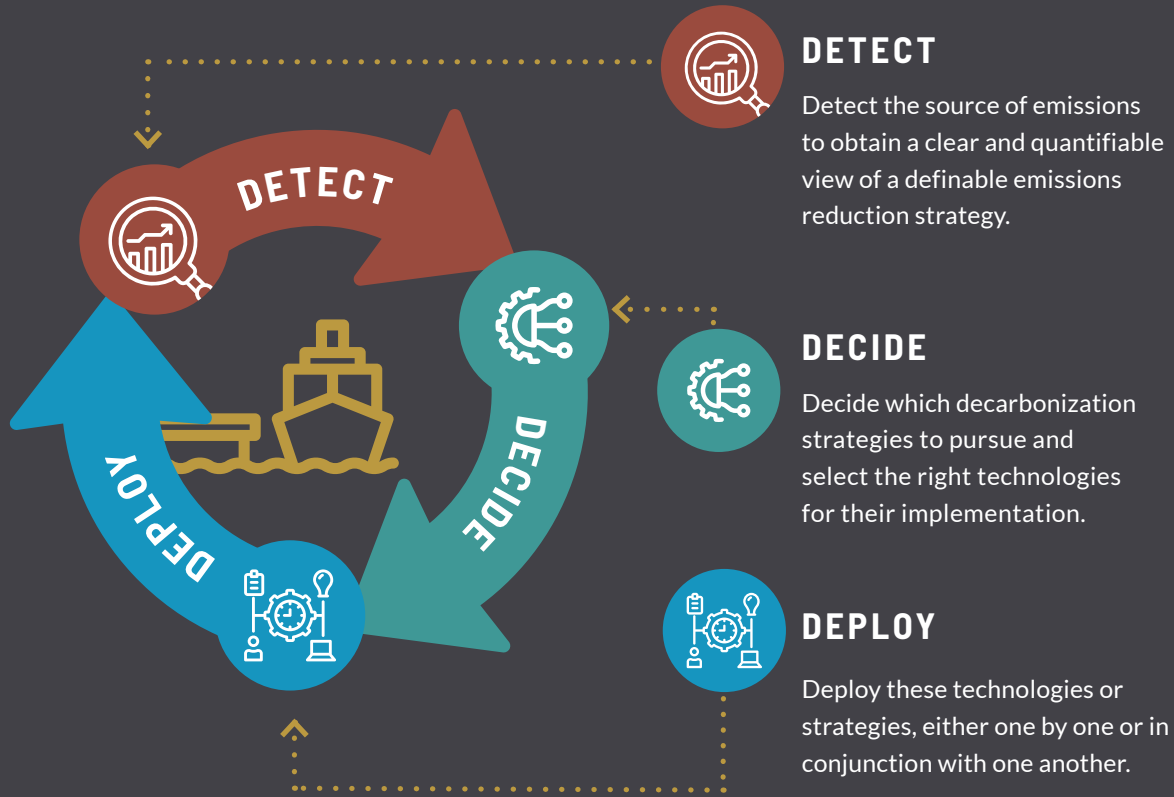 DETECT
DECIDE
DEPLOY
DETECT
Detect the source of emissions
to obtain a clear and quantifiable
view of a definable emissions
reduction strategy.
DECIDE
Decide which decarbonization
strategies to pursue and
select the right technologies
for their implementation.
DEPLOY
Deploy these technologies or
strategies, either one by one or in
conjunction with one another.